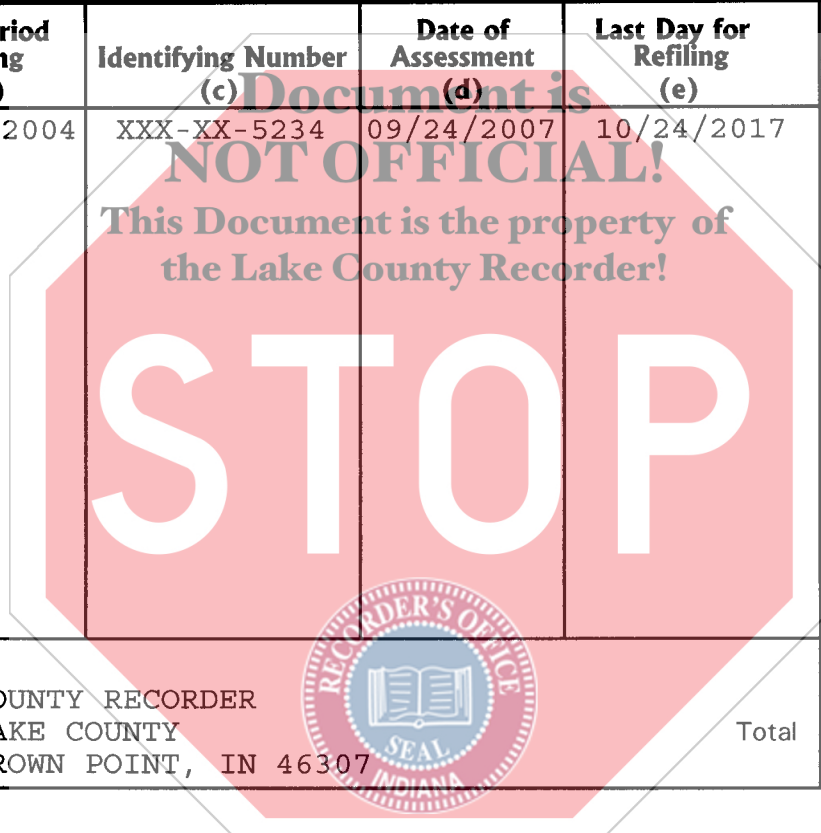 riod
ng
)
Identifying Number
(c)
Date of
Assessment
(d)
Last Day for
Refiling
(e)
2004 XXX-XX-5234 09/24/2007 10/24/2017
Document is
NOT OFFICIAL!
This Document is the property of
the Lake County Recorder!
STOP
RECORDER'S OFFICE
SEAL
INDIANA
OUNTY RECORDER
AKE COUNTY
ROWN POINT, IN 46307
Total